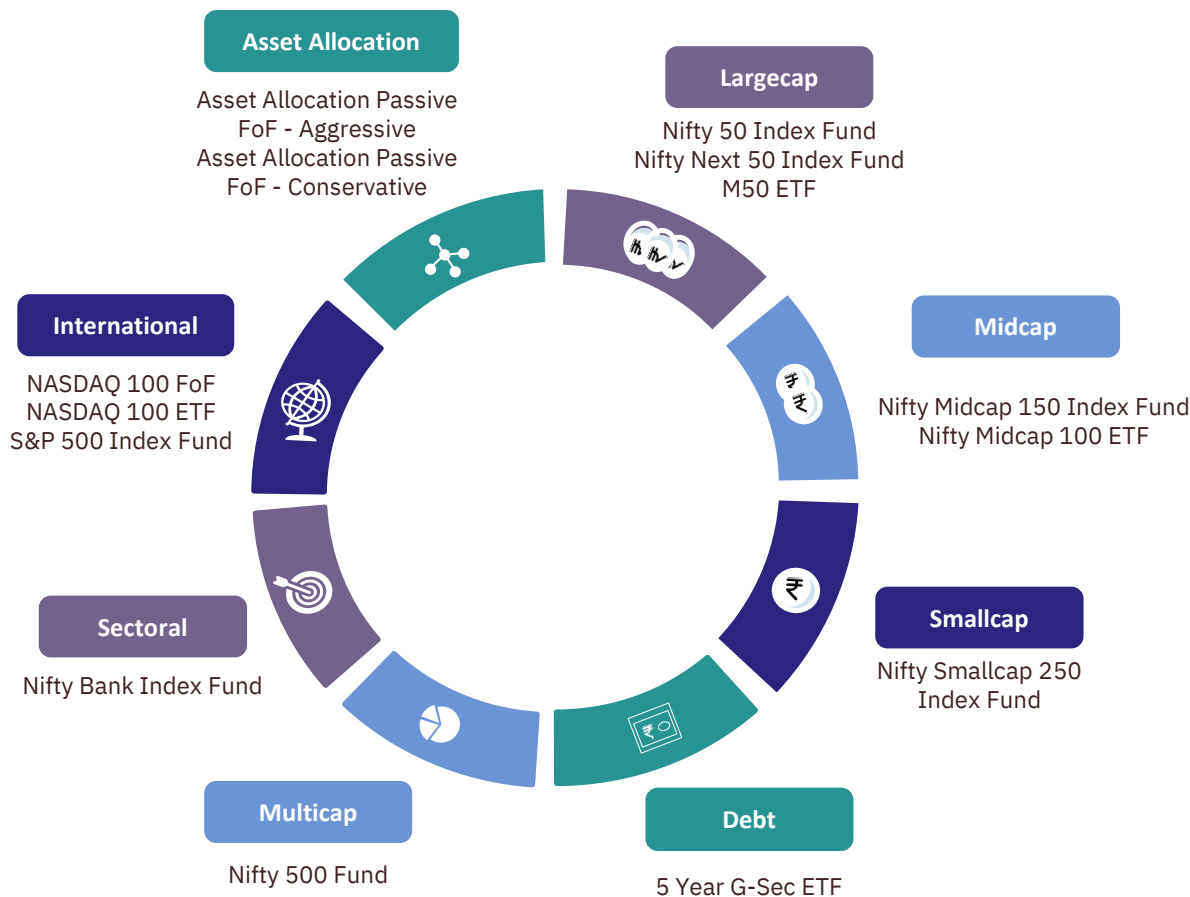 Asset Allocation
Asset Allocation Passive
FoF - Aggressive
Asset Allocation Passive
FoF - Conservative
Largecap
Nifty 50 Index Fund
Nifty Next 50 Index Fund
M50 ETF
Midcap
Nifty Midcap 150 Index Fund
Nifty Midcap 100 ETF
Smallcap
Nifty Smallcap 250
Index Fund
Debt
5 Year G-Sec ETF
Multicap
Nifty 500 Fund
Sectoral
Nifty Bank Index Fund
International
NASDAQ 100 FoF
NASDAQ 100 ETF
S&P 500 Index Fund